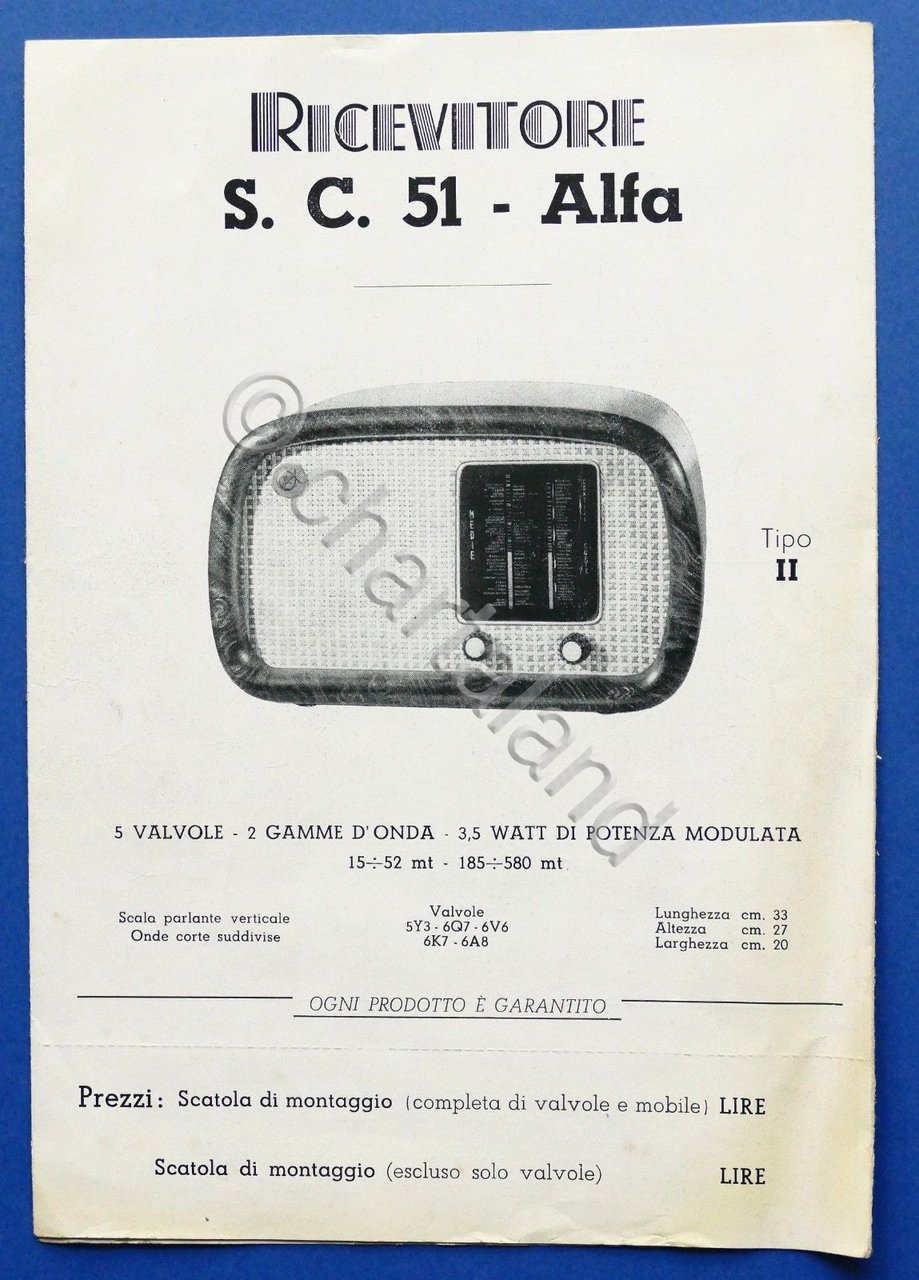 RICEVITORE
S. C. 51 - Alfa
MEDIE
Tipo
II
© chartaland
5 VALVOLE - 2 GAMME D'ONDA - 3,5 WATT DI POTENZA MODULATA
15÷52 mt - 185÷580 mt.
Scala parlante verticale
Onde corte suddivise
Valvole
5Y3 - 6Q7 - 6V6
6K7 - 6A8
Lunghezza cm. 33
Altezza cm. 27
Larghezza cm. 20
OGNI PRODOTTO È GARANTITO
Prezzi: Scatola di montaggio (completa di valvole e mobile) LIRE
Scatola di montaggio (escluso solo valvole) LIRE